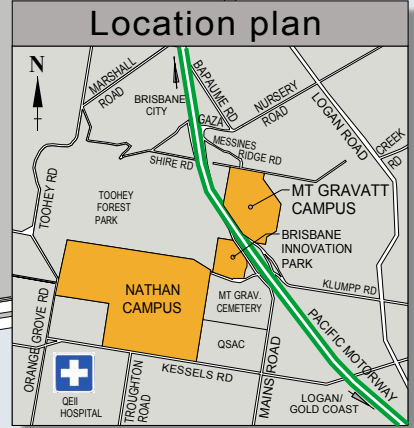 Location plan
N
MARSHALL
ROAD
BRISBANE
CITY
BAPAUME RD
GAZA
NURSERY
ROAD
LOGAN ROAD
CREEK
RD
MESSINES
RIDGE RD
SHIRE RD
TOOHEY RD
TOOHEY
FOREST
PARK
MT GRAVATT
CAMPUS
BRISBANE
INNOVATION
PARK
NATHAN
CAMPUS
MT GRAV.
CEMETERY
KLUMPP RD
QSAC
PACIFIC MOTORWAY
ORANGE GROVE RD
KESSELS RD
MAINS ROAD
QEII
HOSPITAL
TROUGHTON
ROAD
LOGAN/
GOLD COAST